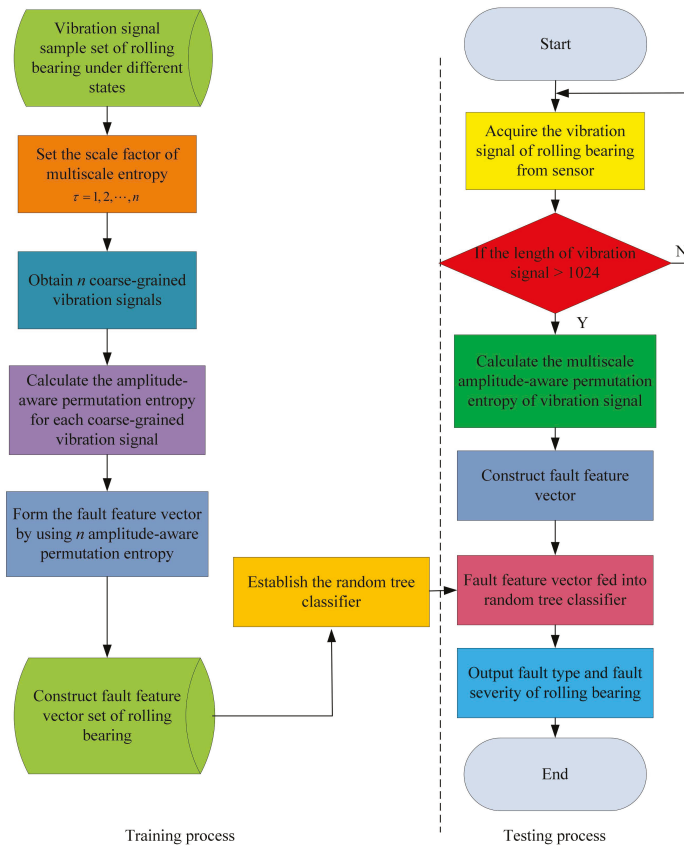 Vibration signal
sample set of rolling
bearing under different
states
Set the scale factor of
multiscale entropy
τ = 1, 2, ⋯, n
Obtain n coarse-grained
vibration signals
Calculate the amplitude-
aware permutation entropy
for each coarse-grained
vibration signal
Form the fault feature vector
by using n amplitude-aware
permutation entropy
Construct fault feature
vector set of rolling
bearing
Establish the random tree
classifier
Training process
Start
Acquire the vibration
signal of rolling bearing
from sensor
If the length of vibration
signal > 1024
N
Y
Calculate the multiscale
amplitude-aware permutation
entropy of vibration signal
Construct fault feature
vector
Fault feature vector fed into
random tree classifier
Output fault type and fault
severity of rolling bearing
End
Testing process